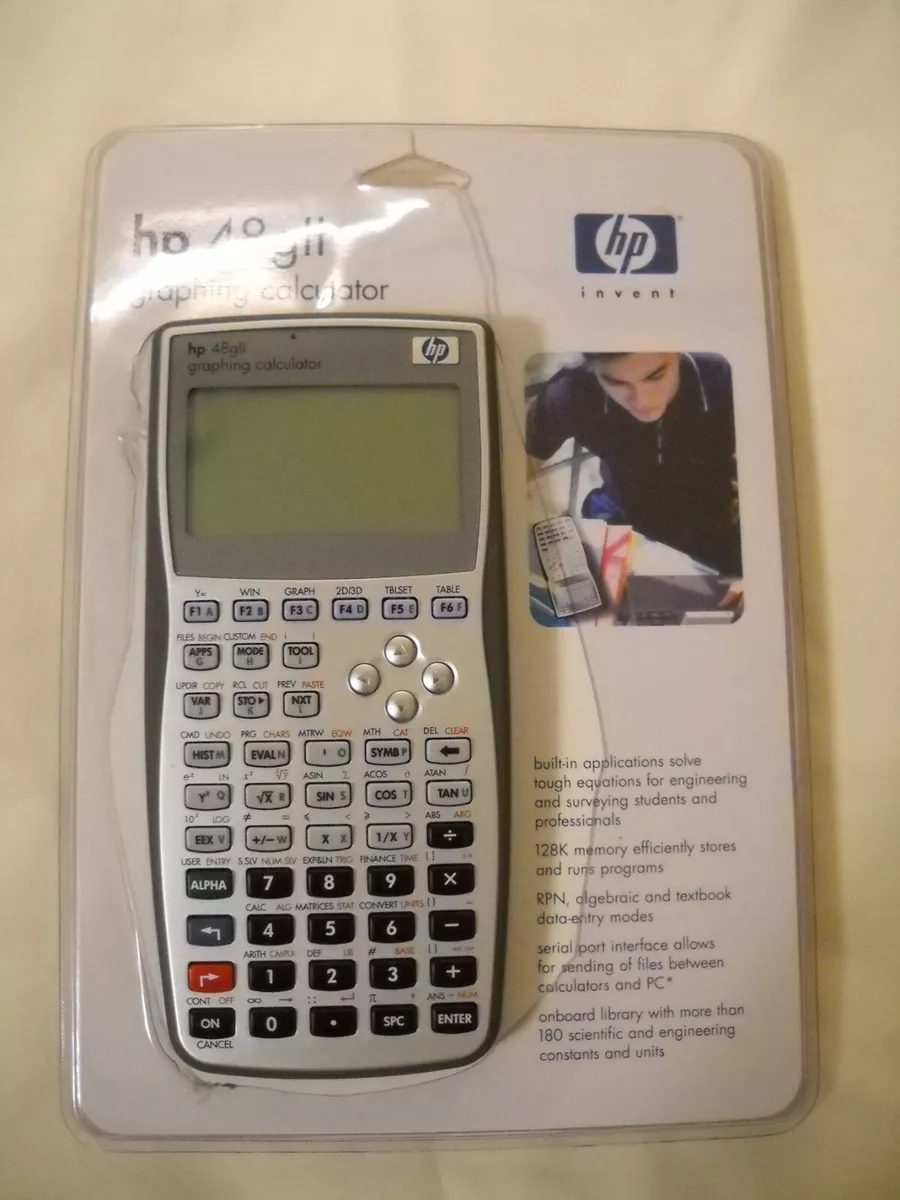 hp 48gII
graphing calculator
hp
invent
hp 48gII
graphing calculator
hp
Y= WIN GRAPH 2D/3D TBLSET TABLE
F1 A F2 B F3 C F4 D F5 E F6 F
FILES BEGIN CUSTOM END i I
APPS G MODE H TOOL I
UPDIR COPY RCL CUT PREV PASTE
VAR J STO▶ K NXT L
CMD UNDO PRG CHARS MTRW EQW MTH CAT DEL CLEAR
HIST M EVAL N ' O SYMB P
eˣ LN x² ˣ√y ASIN Σ ACOS ∂ ATAN ∫
Yˣ Q √X R SIN S COS T TAN U
10ˣ LOG ≠ = ≤ < ≥ > ABS ARG
EEX V +/− W X X 1/X Y ÷
USER ENTRY S.SLV NUM.SLV EXP&LN TRIG FINANCE TIME [ ] " "
ALPHA 7 8 9 ×
CALC ALG MATRICES STAT CONVERT UNITS ( ) _
4 5 6 −
ARITH CMPLX DEF LIB # BASE { } « »
1 2 3 +
CONT OFF ∞ → : : ↵ π , ANS →NUM
ON 0 • SPC ENTER
CANCEL
built-in applications solve
tough equations for engineering
and surveying students and
professionals
128K memory efficiently stores
and runs programs
RPN, algebraic and textbook
data-entry modes
serial port interface allows
for sending of files between
calculators and PC*
onboard library with more than
180 scientific and engineering
constants and units